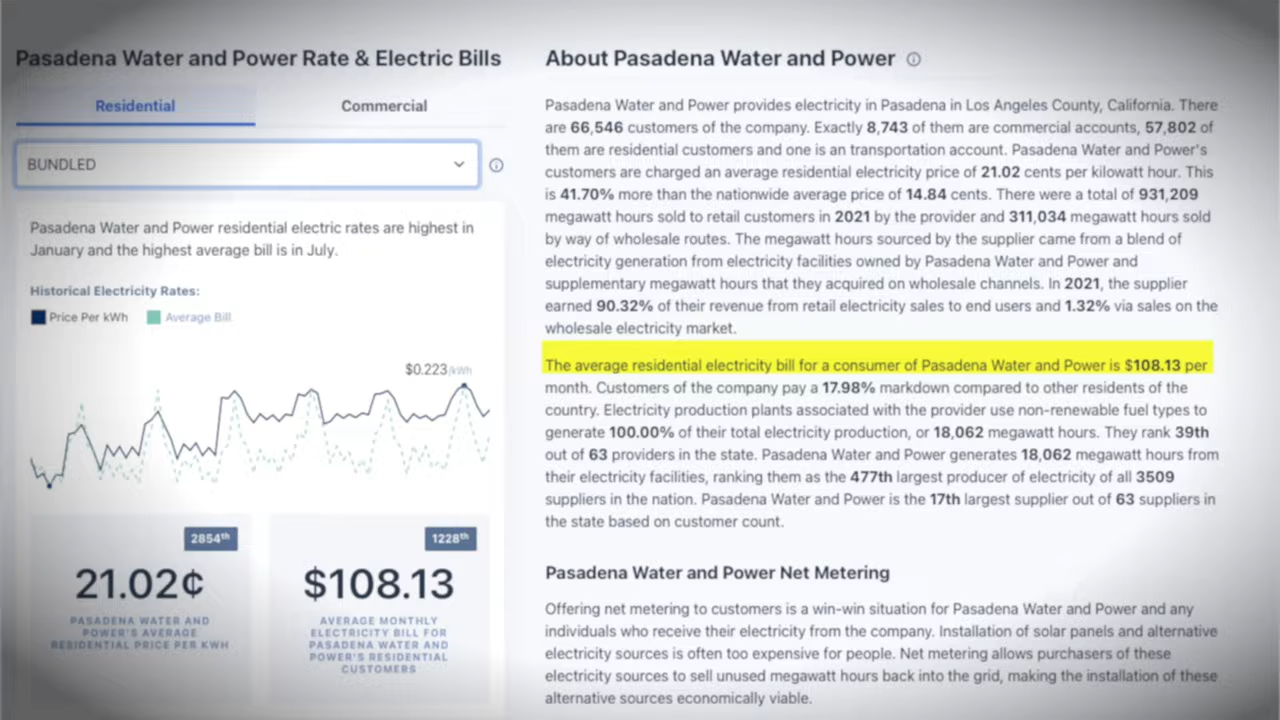 Pasadena Water and Power Rate & Electric Bills
Residential
Commercial
BUNDLED
Pasadena Water and Power residential electric rates are highest in
January and the highest average bill is in July.
Historical Electricity Rates:
Price Per kWh
Average Bill
$0.223/kWh
2854th
21.02¢
PASADENA WATER AND
POWER'S AVERAGE
RESIDENTIAL PRICE PER KWH
1228th
$108.13
AVERAGE MONTHLY
ELECTRICITY BILL FOR
PASADENA WATER AND
POWER'S RESIDENTIAL
CUSTOMERS
About Pasadena Water and Power
Pasadena Water and Power provides electricity in Pasadena in Los Angeles County, California. There
are 66,546 customers of the company. Exactly 8,743 of them are commercial accounts, 57,802 of
them are residential customers and one is an transportation account. Pasadena Water and Power's
customers are charged an average residential electricity price of 21.02 cents per kilowatt hour. This
is 41.70% more than the nationwide average price of 14.84 cents. There were a total of 931,209
megawatt hours sold to retail customers in 2021 by the provider and 311,034 megawatt hours sold
by way of wholesale routes. The megawatt hours sourced by the supplier came from a blend of
electricity generation from electricity facilities owned by Pasadena Water and Power and
supplementary megawatt hours that they acquired on wholesale channels. In 2021, the supplier
earned 90.32% of their revenue from retail electricity sales to end users and 1.32% via sales on the
wholesale electricity market.
The average residential electricity bill for a consumer of Pasadena Water and Power is $108.13 per
month. Customers of the company pay a 17.98% markdown compared to other residents of the
country. Electricity production plants associated with the provider use non-renewable fuel types to
generate 100.00% of their total electricity production, or 18,062 megawatt hours. They rank 39th
out of 63 providers in the state. Pasadena Water and Power generates 18,062 megawatt hours from
their electricity facilities, ranking them as the 477th largest producer of electricity of all 3509
suppliers in the nation. Pasadena Water and Power is the 17th largest supplier out of 63 suppliers in
the state based on customer count.
Pasadena Water and Power Net Metering
Offering net metering to customers is a win-win situation for Pasadena Water and Power and any
individuals who receive their electricity from the company. Installation of solar panels and alternative
electricity sources is often too expensive for people. Net metering allows purchasers of these
electricity sources to sell unused megawatt hours back into the grid, making the installation of these
alternative sources economically viable.